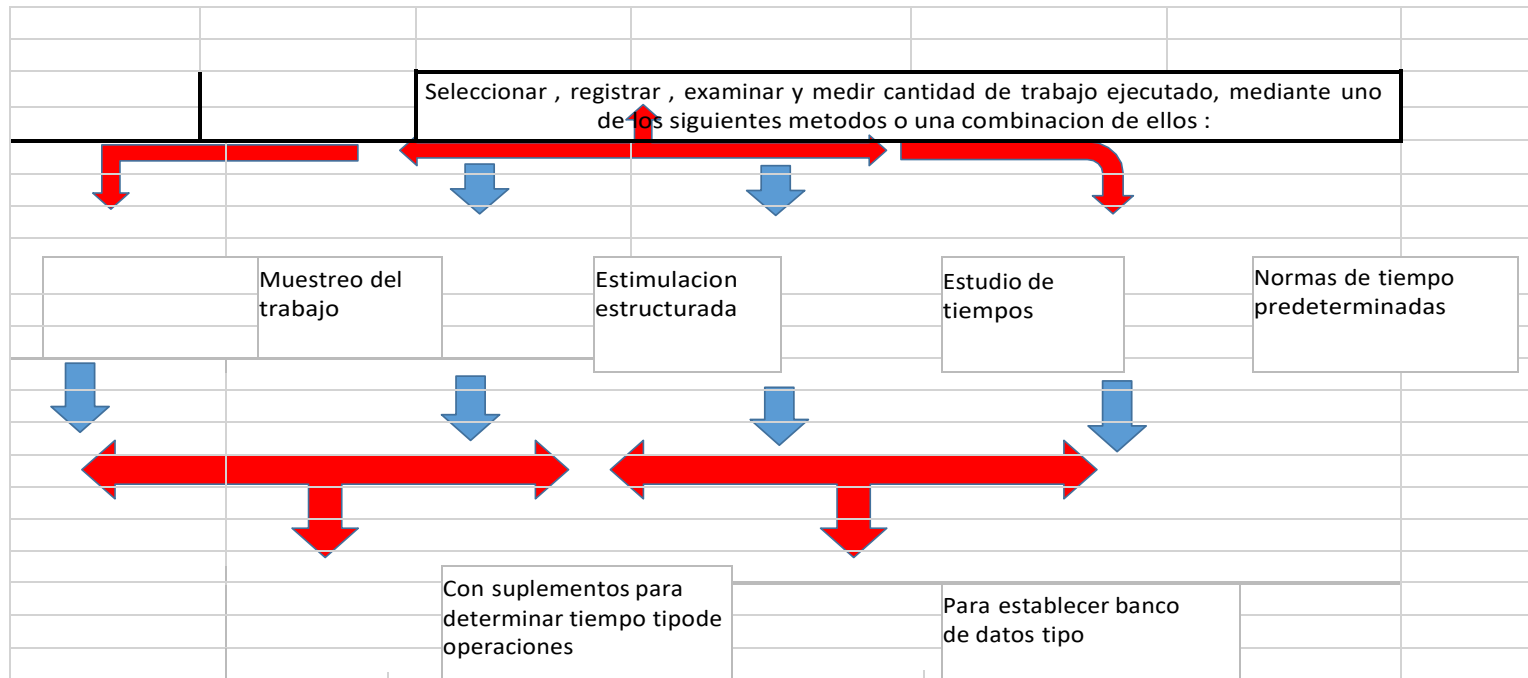 Seleccionar , registrar , examinar y medir cantidad de trabajo ejecutado, mediante uno
de los siguientes metodos o una combinacion de ellos :
Muestreo del
trabajo
Estimulacion
estructurada
Estudio de
tiempos
Normas de tiempo
predeterminadas
Con suplementos para
determinar tiempo tipode
operaciones
Para establecer banco
de datos tipo